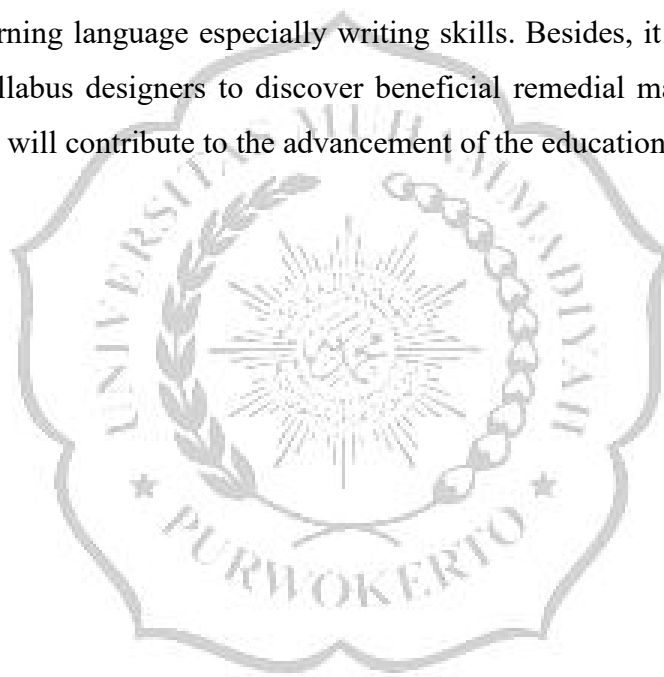 rning language especially writing skills. Besides, it
llabus designers to discover beneficial remedial ma
will contribute to the advancement of the education
UNIVERSITAS MUHAMMADIYAH
PURWOKERTO